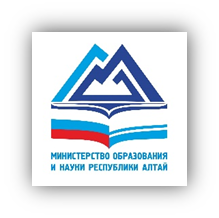 МИНИСТЕРСТВО ОБРАЗОВАНИЯ
И НАУКИ РЕСПУБЛИКИ АЛТАЙ